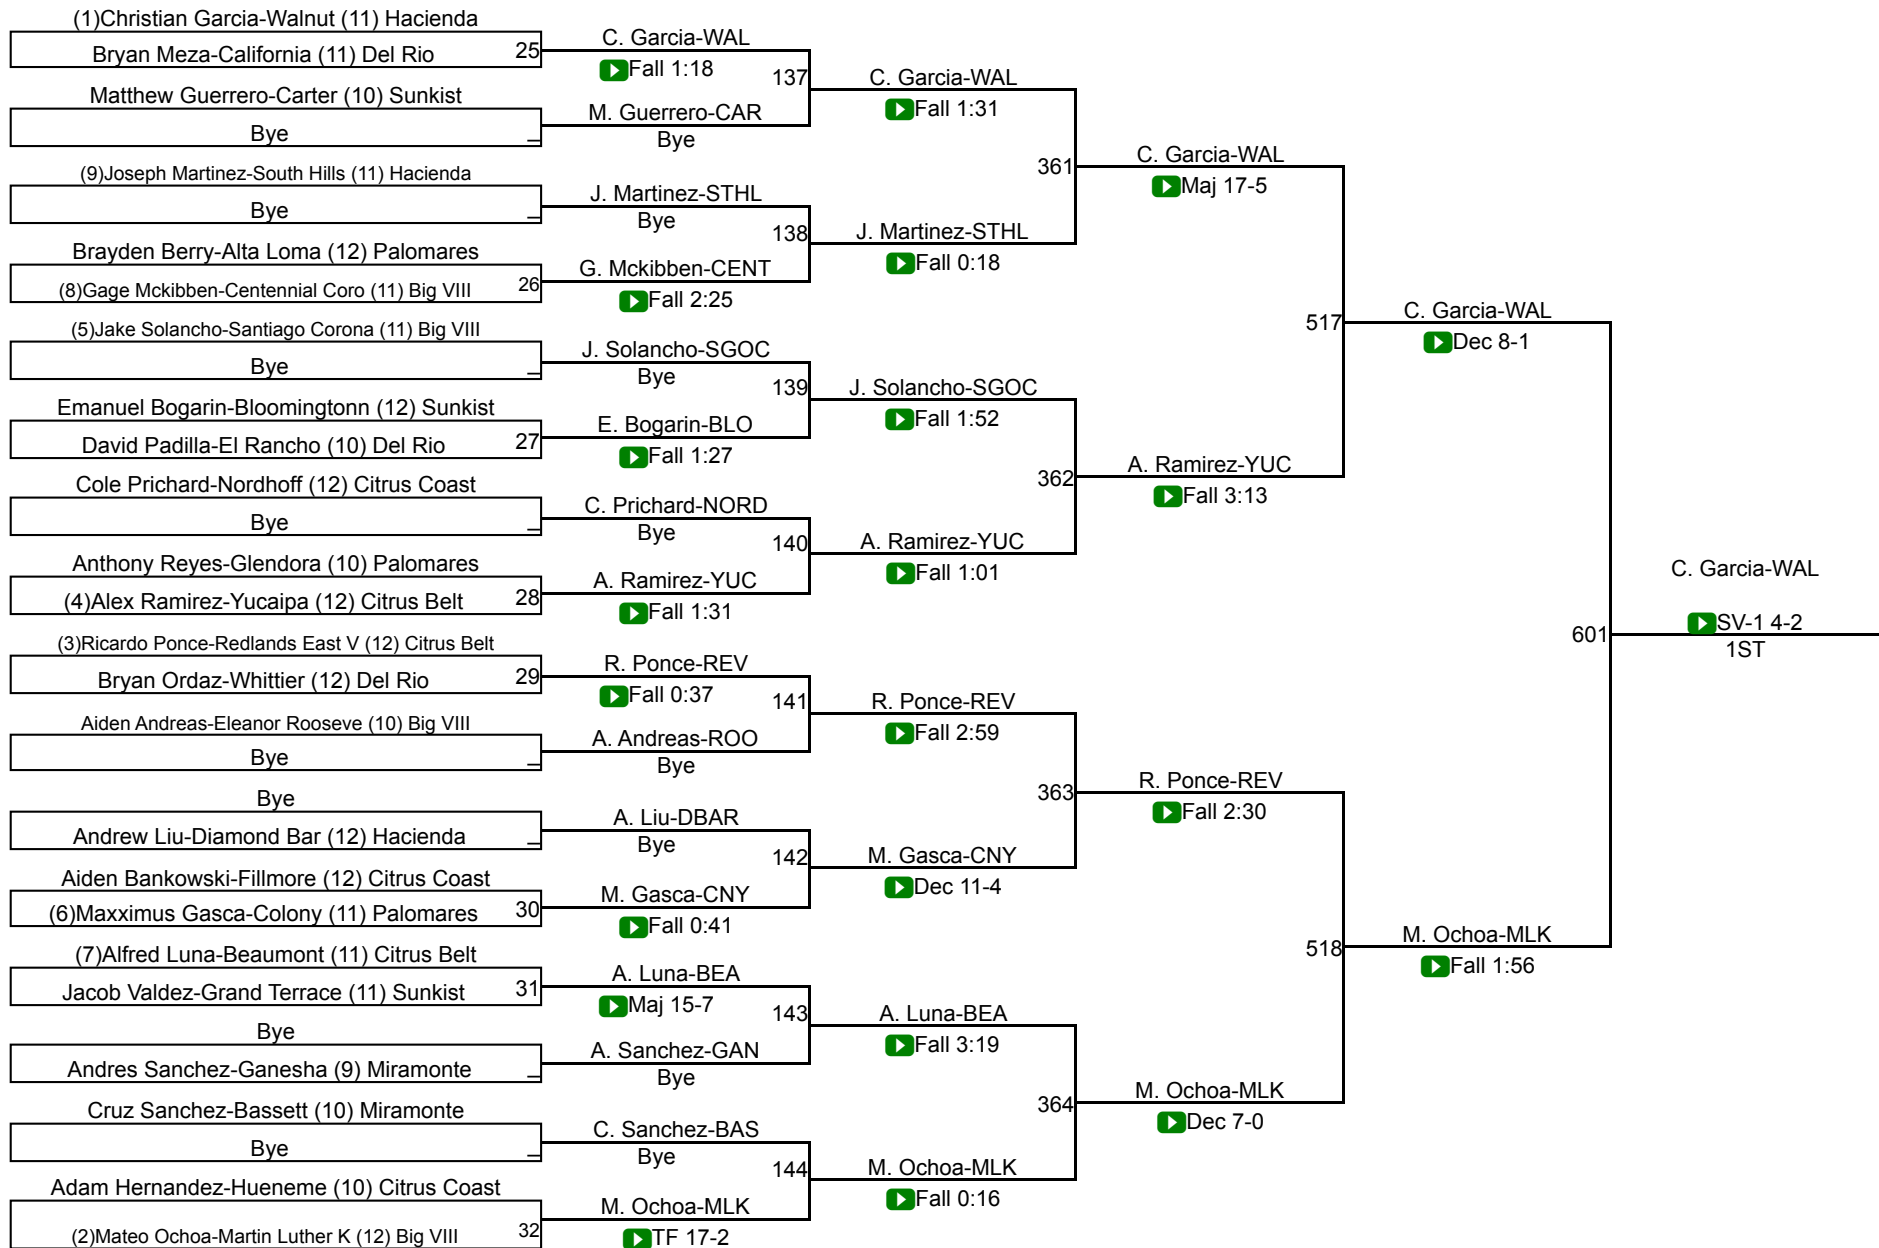 (1)Christian Garcia-Walnut (11) Hacienda
Bryan Meza-California (11) Del Rio 25
Matthew Guerrero-Carter (10) Sunkist
Bye
(9)Joseph Martinez-South Hills (11) Hacienda
Bye
Brayden Berry-Alta Loma (12) Palomares
(8)Gage Mckibben-Centennial Coro (11) Big VIII 26
(5)Jake Solancho-Santiago Corona (11) Big VIII
Bye
Emanuel Bogarin-Bloomingtonn (12) Sunkist
David Padilla-El Rancho (10) Del Rio 27
Cole Prichard-Nordhoff (12) Citrus Coast
Bye
Anthony Reyes-Glendora (10) Palomares
(4)Alex Ramirez-Yucaipa (12) Citrus Belt 28
(3)Ricardo Ponce-Redlands East V (12) Citrus Belt
Bryan Ordaz-Whittier (12) Del Rio 29
Aiden Andreas-Eleanor Rooseve (10) Big VIII
Bye
Bye
Andrew Liu-Diamond Bar (12) Hacienda
Aiden Bankowski-Fillmore (12) Citrus Coast
(6)Maxximus Gasca-Colony (11) Palomares 30
(7)Alfred Luna-Beaumont (11) Citrus Belt
Jacob Valdez-Grand Terrace (11) Sunkist 31
Bye
Andres Sanchez-Ganesha (9) Miramonte
Cruz Sanchez-Bassett (10) Miramonte
Bye
Adam Hernandez-Hueneme (10) Citrus Coast
(2)Mateo Ochoa-Martin Luther K (12) Big VIII 32
C. Garcia-WAL
Fall 1:18
137
M. Guerrero-CAR
Bye
J. Martinez-STHL
Bye
138
G. Mckibben-CENT
Fall 2:25
J. Solancho-SGOC
Bye
139
E. Bogarin-BLO
Fall 1:27
C. Prichard-NORD
Bye
140
A. Ramirez-YUC
Fall 1:31
R. Ponce-REV
Fall 0:37
141
A. Andreas-ROO
Bye
A. Liu-DBAR
Bye
142
M. Gasca-CNY
Fall 0:41
A. Luna-BEA
Maj 15-7
143
A. Sanchez-GAN
Bye
C. Sanchez-BAS
Bye
144
M. Ochoa-MLK
TF 17-2
C. Garcia-WAL
Fall 1:31
361
J. Martinez-STHL
Fall 0:18
J. Solancho-SGOC
Fall 1:52
362
A. Ramirez-YUC
Fall 1:01
R. Ponce-REV
Fall 2:59
363
M. Gasca-CNY
Dec 11-4
A. Luna-BEA
Fall 3:19
364
M. Ochoa-MLK
Fall 0:16
C. Garcia-WAL
Maj 17-5
517
A. Ramirez-YUC
Fall 3:13
R. Ponce-REV
Fall 2:30
518
M. Ochoa-MLK
Dec 7-0
C. Garcia-WAL
Dec 8-1
601
M. Ochoa-MLK
Fall 1:56
C. Garcia-WAL
SV-1 4-2
1ST